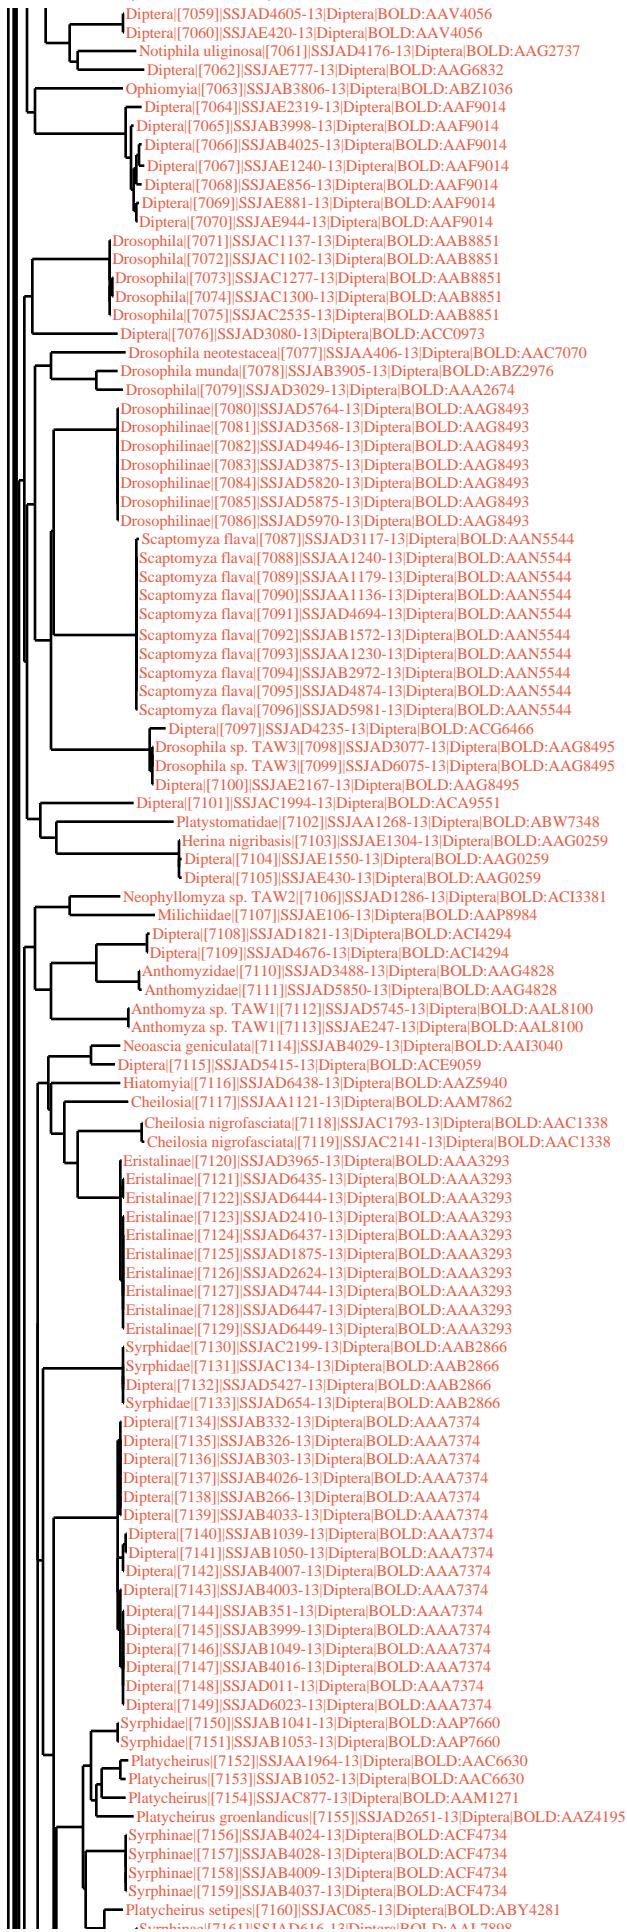 Diptera|[7059]|SSJAD4605-13|Diptera|BOLD:AAV4056
Diptera|[7060]|SSJAE420-13|Diptera|BOLD:AAV4056
Notiphila uliginosa|[7061]|SSJAD4176-13|Diptera|BOLD:AAG2737
Diptera|[7062]|SSJAE777-13|Diptera|BOLD:AAG6832
Ophiomyia|[7063]|SSJAB3806-13|Diptera|BOLD:ABZ1036
Diptera|[7064]|SSJAE2319-13|Diptera|BOLD:AAF9014
Diptera|[7065]|SSJAB3998-13|Diptera|BOLD:AAF9014
Diptera|[7066]|SSJAB4025-13|Diptera|BOLD:AAF9014
Diptera|[7067]|SSJAE1240-13|Diptera|BOLD:AAF9014
Diptera|[7068]|SSJAE856-13|Diptera|BOLD:AAF9014
Diptera|[7069]|SSJAE881-13|Diptera|BOLD:AAF9014
Diptera|[7070]|SSJAE944-13|Diptera|BOLD:AAF9014
Drosophila|[7071]|SSJAC1137-13|Diptera|BOLD:AAB8851
Drosophila|[7072]|SSJAC1102-13|Diptera|BOLD:AAB8851
Drosophila|[7073]|SSJAC1277-13|Diptera|BOLD:AAB8851
Drosophila|[7074]|SSJAC1300-13|Diptera|BOLD:AAB8851
Drosophila|[7075]|SSJAC2535-13|Diptera|BOLD:AAB8851
Diptera|[7076]|SSJAD3080-13|Diptera|BOLD:ACC0973
Drosophila neotestacea|[7077]|SSJAA406-13|Diptera|BOLD:AAC7070
Drosophila munda|[7078]|SSJAB3905-13|Diptera|BOLD:ABZ2976
Drosophila|[7079]|SSJAD3029-13|Diptera|BOLD:AAA2674
Drosophilinae|[7080]|SSJAD5764-13|Diptera|BOLD:AAG8493
Drosophilinae|[7081]|SSJAD3568-13|Diptera|BOLD:AAG8493
Drosophilinae|[7082]|SSJAD4946-13|Diptera|BOLD:AAG8493
Drosophilinae|[7083]|SSJAD3875-13|Diptera|BOLD:AAG8493
Drosophilinae|[7084]|SSJAD5820-13|Diptera|BOLD:AAG8493
Drosophilinae|[7085]|SSJAD5875-13|Diptera|BOLD:AAG8493
Drosophilinae|[7086]|SSJAD5970-13|Diptera|BOLD:AAG8493
Scaptomyza flava|[7087]|SSJAD3117-13|Diptera|BOLD:AAN5544
Scaptomyza flava|[7088]|SSJAA1240-13|Diptera|BOLD:AAN5544
Scaptomyza flava|[7089]|SSJAA1179-13|Diptera|BOLD:AAN5544
Scaptomyza flava|[7090]|SSJAA1136-13|Diptera|BOLD:AAN5544
Scaptomyza flava|[7091]|SSJAD4694-13|Diptera|BOLD:AAN5544
Scaptomyza flava|[7092]|SSJAB1572-13|Diptera|BOLD:AAN5544
Scaptomyza flava|[7093]|SSJAA1230-13|Diptera|BOLD:AAN5544
Scaptomyza flava|[7094]|SSJAB2972-13|Diptera|BOLD:AAN5544
Scaptomyza flava|[7095]|SSJAD4874-13|Diptera|BOLD:AAN5544
Scaptomyza flava|[7096]|SSJAD5981-13|Diptera|BOLD:AAN5544
Diptera|[7097]|SSJAD4235-13|Diptera|BOLD:ACG6466
Drosophila sp. TAW3|[7098]|SSJAD3077-13|Diptera|BOLD:AAG8495
Drosophila sp. TAW3|[7099]|SSJAD6075-13|Diptera|BOLD:AAG8495
Diptera|[7100]|SSJAE2167-13|Diptera|BOLD:AAG8495
Diptera|[7101]|SSJAC1994-13|Diptera|BOLD:ACA9551
Platystomatidae|[7102]|SSJAA1268-13|Diptera|BOLD:ABW7348
Herina nigribasis|[7103]|SSJAE1304-13|Diptera|BOLD:AAG0259
Diptera|[7104]|SSJAE1550-13|Diptera|BOLD:AAG0259
Diptera|[7105]|SSJAE430-13|Diptera|BOLD:AAG0259
Neophyllomyza sp. TAW2|[7106]|SSJAD1286-13|Diptera|BOLD:ACI3381
Milichiidae|[7107]|SSJAE106-13|Diptera|BOLD:AAP8984
Diptera|[7108]|SSJAD1821-13|Diptera|BOLD:ACI4294
Diptera|[7109]|SSJAD4676-13|Diptera|BOLD:ACI4294
Anthomyzidae|[7110]|SSJAD3488-13|Diptera|BOLD:AAG4828
Anthomyzidae|[7111]|SSJAD5850-13|Diptera|BOLD:AAG4828
Anthomyza sp. TAW1|[7112]|SSJAD5745-13|Diptera|BOLD:AAL8100
Anthomyza sp. TAW1|[7113]|SSJAE247-13|Diptera|BOLD:AAL8100
Neoascia geniculata|[7114]|SSJAB4029-13|Diptera|BOLD:AAI3040
Diptera|[7115]|SSJAD5415-13|Diptera|BOLD:ACE9059
Hiatomyia|[7116]|SSJAD6438-13|Diptera|BOLD:AAZ5940
Cheilosia|[7117]|SSJAA1121-13|Diptera|BOLD:AAM7862
Cheilosia nigrofasciata|[7118]|SSJAC1793-13|Diptera|BOLD:AAC1338
Cheilosia nigrofasciata|[7119]|SSJAC2141-13|Diptera|BOLD:AAC1338
Eristalinae|[7120]|SSJAD3965-13|Diptera|BOLD:AAA3293
Eristalinae|[7121]|SSJAD6435-13|Diptera|BOLD:AAA3293
Eristalinae|[7122]|SSJAD6444-13|Diptera|BOLD:AAA3293
Eristalinae|[7123]|SSJAD2410-13|Diptera|BOLD:AAA3293
Eristalinae|[7124]|SSJAD6437-13|Diptera|BOLD:AAA3293
Eristalinae|[7125]|SSJAD1875-13|Diptera|BOLD:AAA3293
Eristalinae|[7126]|SSJAD2624-13|Diptera|BOLD:AAA3293
Eristalinae|[7127]|SSJAD4744-13|Diptera|BOLD:AAA3293
Eristalinae|[7128]|SSJAD6447-13|Diptera|BOLD:AAA3293
Eristalinae|[7129]|SSJAD6449-13|Diptera|BOLD:AAA3293
Syrphidae|[7130]|SSJAC2199-13|Diptera|BOLD:AAB2866
Syrphidae|[7131]|SSJAC134-13|Diptera|BOLD:AAB2866
Diptera|[7132]|SSJAD5427-13|Diptera|BOLD:AAB2866
Syrphidae|[7133]|SSJAD654-13|Diptera|BOLD:AAB2866
Diptera|[7134]|SSJAB332-13|Diptera|BOLD:AAA7374
Diptera|[7135]|SSJAB326-13|Diptera|BOLD:AAA7374
Diptera|[7136]|SSJAB303-13|Diptera|BOLD:AAA7374
Diptera|[7137]|SSJAB4026-13|Diptera|BOLD:AAA7374
Diptera|[7138]|SSJAB266-13|Diptera|BOLD:AAA7374
Diptera|[7139]|SSJAB4033-13|Diptera|BOLD:AAA7374
Diptera|[7140]|SSJAB1039-13|Diptera|BOLD:AAA7374
Diptera|[7141]|SSJAB1050-13|Diptera|BOLD:AAA7374
Diptera|[7142]|SSJAB4007-13|Diptera|BOLD:AAA7374
Diptera|[7143]|SSJAB4003-13|Diptera|BOLD:AAA7374
Diptera|[7144]|SSJAB351-13|Diptera|BOLD:AAA7374
Diptera|[7145]|SSJAB3999-13|Diptera|BOLD:AAA7374
Diptera|[7146]|SSJAB1049-13|Diptera|BOLD:AAA7374
Diptera|[7147]|SSJAB4016-13|Diptera|BOLD:AAA7374
Diptera|[7148]|SSJAD011-13|Diptera|BOLD:AAA7374
Diptera|[7149]|SSJAD6023-13|Diptera|BOLD:AAA7374
Syrphidae|[7150]|SSJAB1041-13|Diptera|BOLD:AAP7660
Syrphidae|[7151]|SSJAB1053-13|Diptera|BOLD:AAP7660
Platycheirus|[7152]|SSJAA1964-13|Diptera|BOLD:AAC6630
Platycheirus|[7153]|SSJAB1052-13|Diptera|BOLD:AAC6630
Platycheirus|[7154]|SSJAC877-13|Diptera|BOLD:AAM1271
Platycheirus groenlandicus|[7155]|SSJAD2651-13|Diptera|BOLD:AAZ4195
Syrphinae|[7156]|SSJAB4024-13|Diptera|BOLD:ACF4734
Syrphinae|[7157]|SSJAB4028-13|Diptera|BOLD:ACF4734
Syrphinae|[7158]|SSJAB4009-13|Diptera|BOLD:ACF4734
Syrphinae|[7159]|SSJAB4037-13|Diptera|BOLD:ACF4734
Platycheirus setipes|[7160]|SSJAC085-13|Diptera|BOLD:ABY4281
Syrphinae|[7161]|SSJAD616-13|Diptera|BOLD:AAL7898